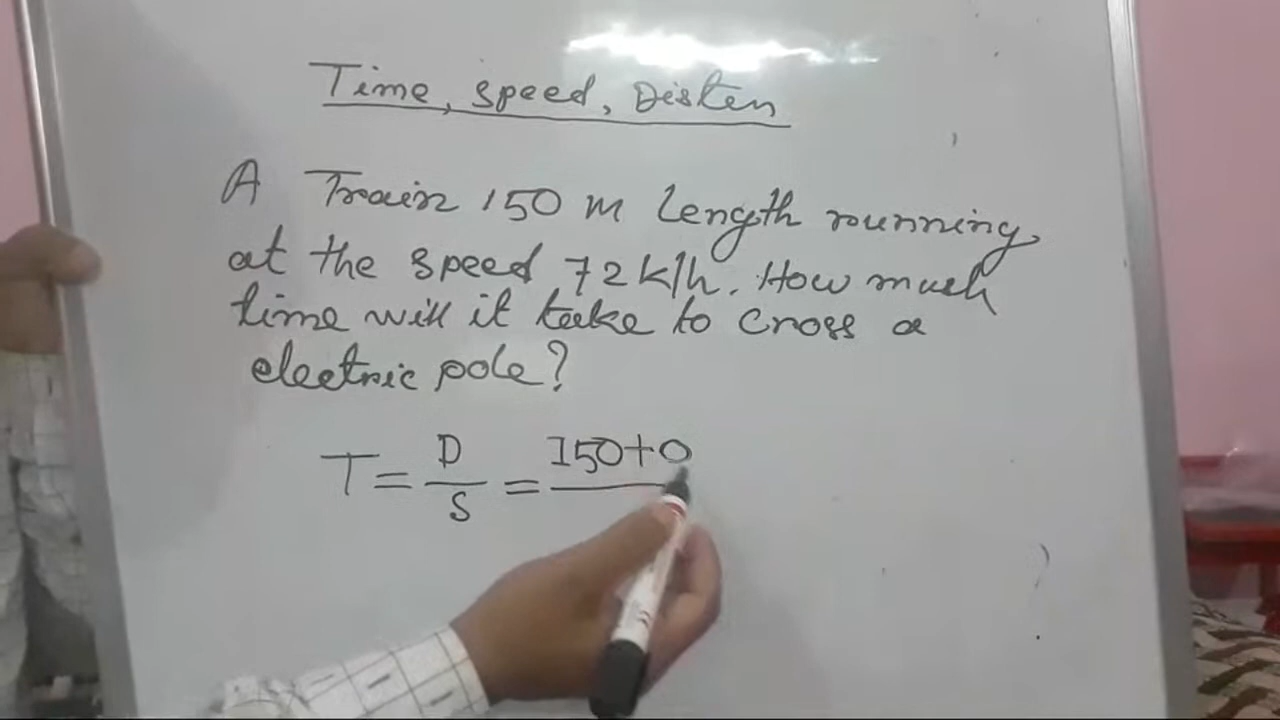 Time, Speed, Disten
A Train 150 m length running
at the speed 72 k/h. How much
time will it take to cross a
electric pole?
T = D/S = 150+0